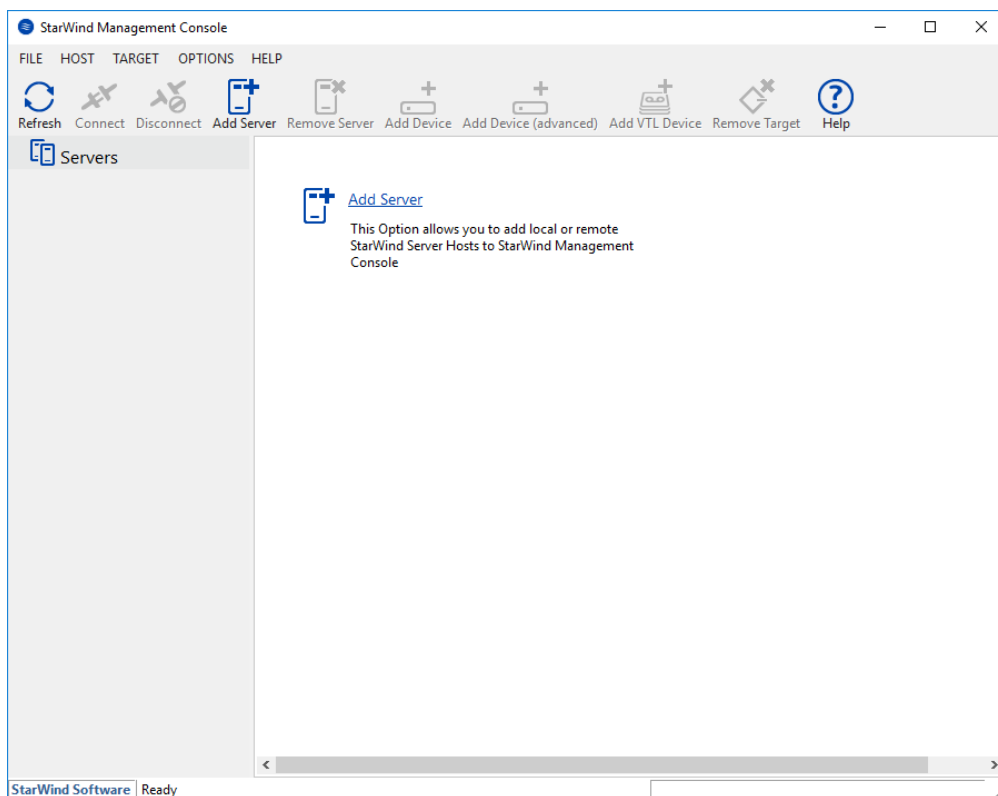 StarWind Management Console
FILE HOST TARGET OPTIONS HELP
Refresh Connect Disconnect Add Server Remove Server Add Device Add Device (advanced) Add VTL Device Remove Target Help
Servers
Add Server
This Option allows you to add local or remote
StarWind Server Hosts to StarWind Management
Console
StarWind Software Ready